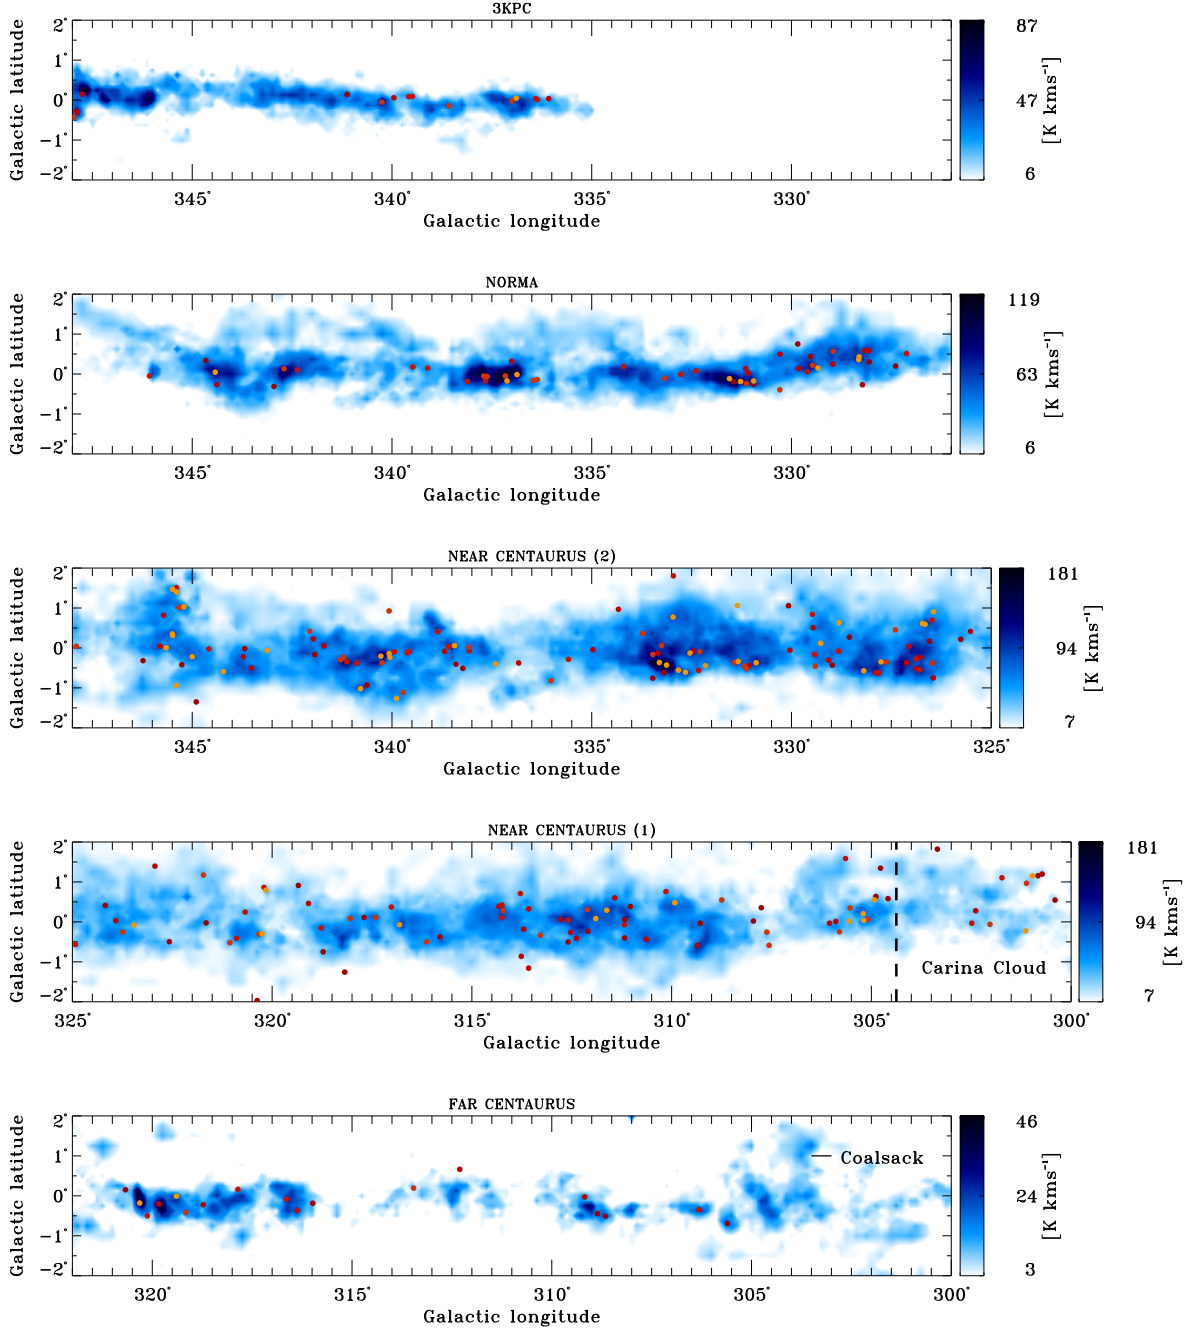 3KPC
Galactic latitude
2°
1°
0°
−1°
−2°
345°
340°
335°
330°
Galactic longitude
87
47
6
[K kms⁻¹]
NORMA
Galactic latitude
2°
1°
0°
−1°
−2°
345°
340°
335°
330°
Galactic longitude
119
63
6
[K kms⁻¹]
NEAR CENTAURUS (2)
Galactic latitude
2°
1°
0°
−1°
−2°
345°
340°
335°
330°
325°
Galactic longitude
181
94
7
[K kms⁻¹]
NEAR CENTAURUS (1)
Galactic latitude
2°
1°
0°
−1°
−2°
Carina Cloud
325°
320°
315°
310°
305°
300°
Galactic longitude
181
94
7
[K kms⁻¹]
FAR CENTAURUS
Galactic latitude
2°
1°
0°
−1°
−2°
Coalsack
320°
315°
310°
305°
300°
Galactic longitude
46
24
3
[K kms⁻¹]